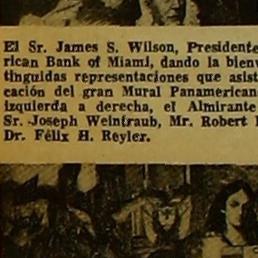 El Sr. James S. Wilson, Presidente
rican Bank of Miami, dando la bienv
tinguidas representaciones que asist
cación del gran Mural Panamerican
izquierda a derecha, el Almirante
Sr. Joseph Weintraub, Mr. Robert
Dr. Félix H. Reyler.